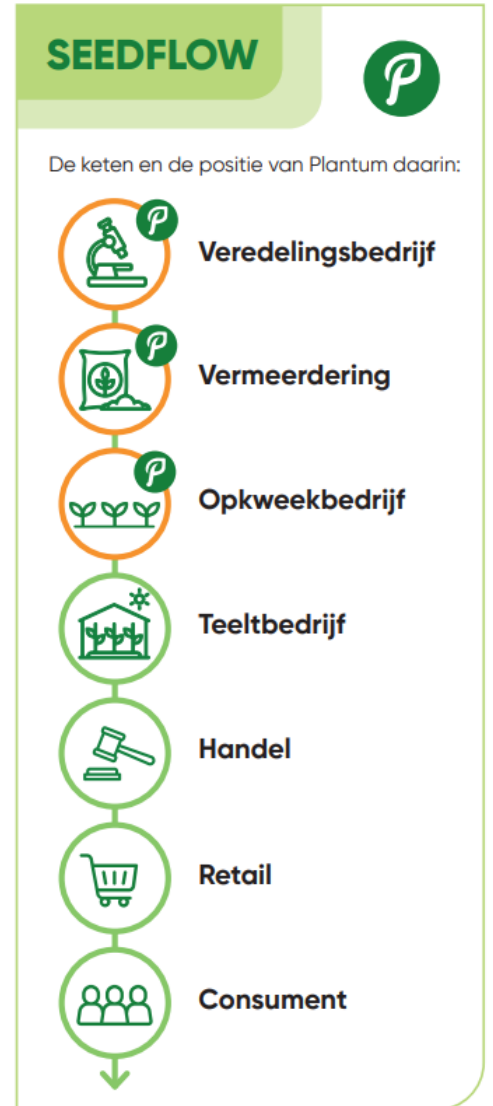 SEEDFLOW
De keten en de positie van Plantum daarin:
Veredelingsbedrijf
Vermeerdering
Opkweekbedrijf
Teeltbedrijf
Handel
Retail
Consument